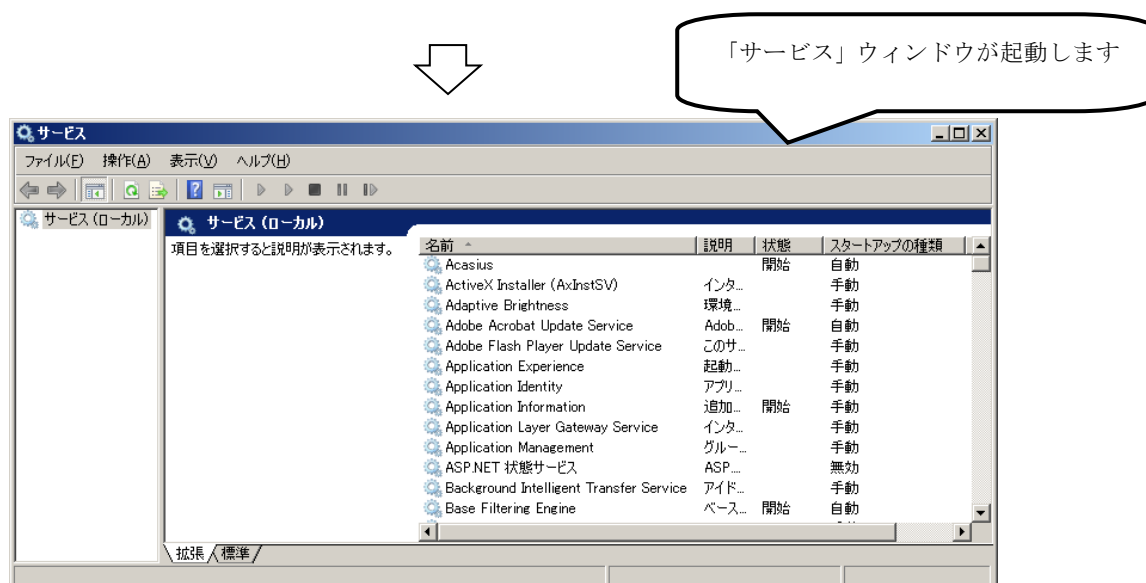 「サービス」ウィンドウが起動します
サービス
ファイル(F) 操作(A) 表示(V) ヘルプ(H)
サービス (ローカル)
サービス (ローカル)
項目を選択すると説明が表示されます。
名前 説明 状態 スタートアップの種類
Acasius 開始 自動
ActiveX Installer (AxInstSV) インタ... 手動
Adaptive Brightness 環境... 手動
Adobe Acrobat Update Service Adob... 開始 自動
Adobe Flash Player Update Service このサ... 手動
Application Experience 起動... 手動
Application Identity アプリ... 手動
Application Information 追加... 開始 手動
Application Layer Gateway Service インタ... 手動
Application Management グルー... 手動
ASP.NET 状態サービス ASP.... 無効
Background Intelligent Transfer Service アイド... 手動
Base Filtering Engine ベース... 開始 自動
拡張 標準